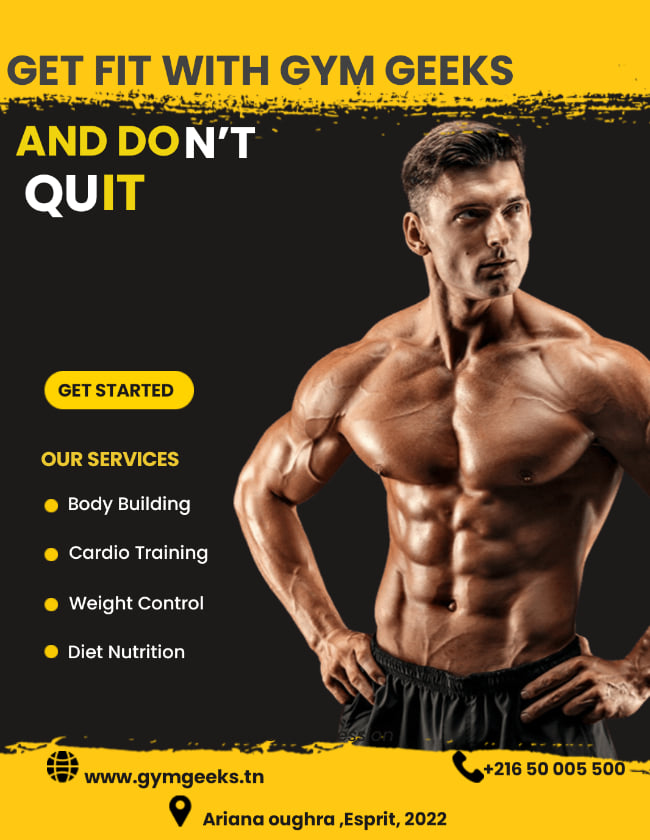 GET FIT WITH GYM GEEKS
AND DON'T
QUIT
GET STARTED
OUR SERVICES
Body Building
Cardio Training
Weight Control
Diet Nutrition
www.gymgeeks.tn
+216 50 005 500
Ariana oughra ,Esprit, 2022